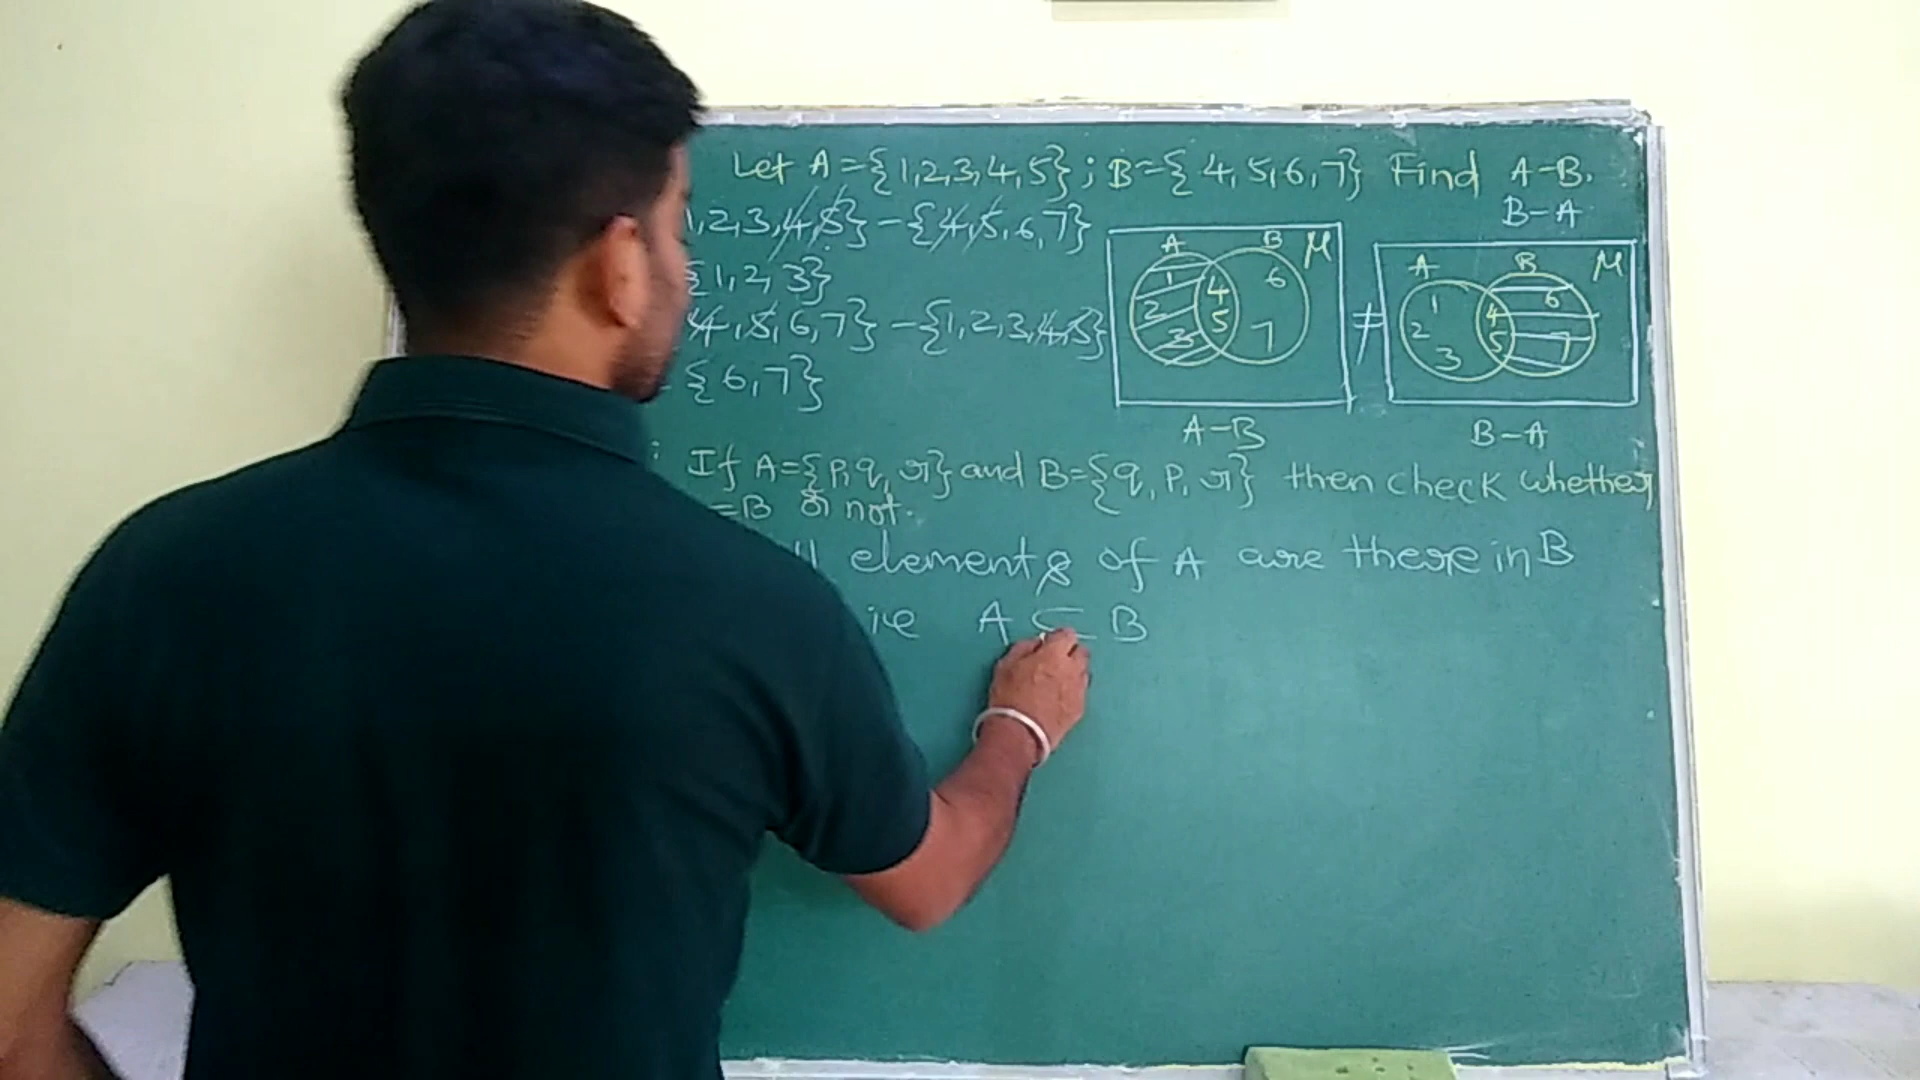 Let A={1,2,3,4,5} ; B={4,5,6,7} Find A-B.
B-A
1,2,3,4,5} - {4,5,6,7}
{1,2,3}
4,5,6,7} - {1,2,3,4,5}
= {6,7}
A B μ
1 2 3 4 5 6 7
A-B
≠
A B μ
1 2 3 4 5 6 7
B-A
: If A={p,q,r} and B={q,p,r} then check whether
=B or not.
elements of A are there in B
ie A ⊆ B